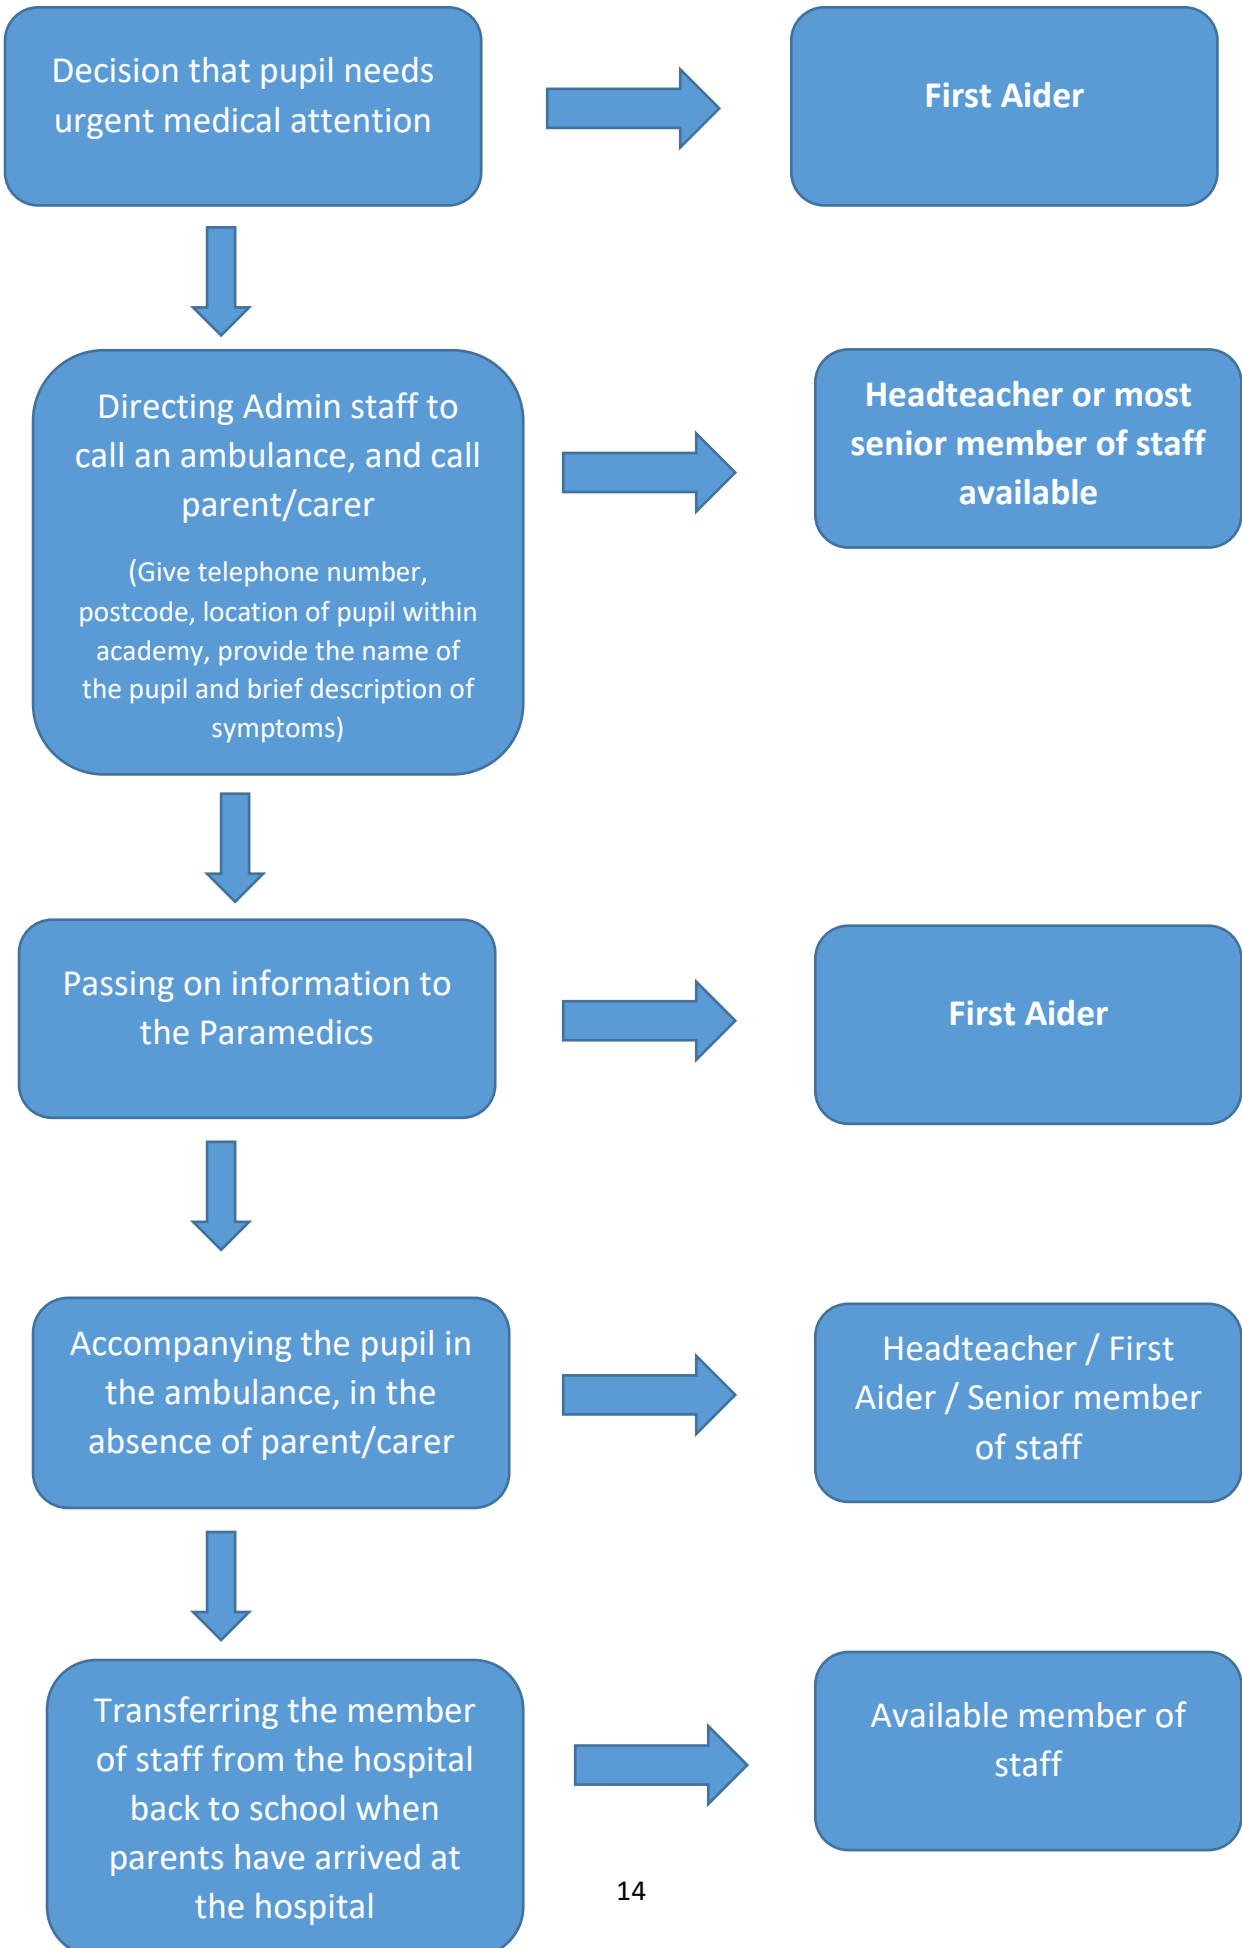 Decision that pupil needs
urgent medical attention
First Aider
Directing Admin staff to
call an ambulance, and call
parent/carer
(Give telephone number,
postcode, location of pupil within
academy, provide the name of
the pupil and brief description of
symptoms)
Headteacher or most
senior member of staff
available
Passing on information to
the Paramedics
First Aider
Accompanying the pupil in
the ambulance, in the
absence of parent/carer
Headteacher / First
Aider / Senior member
of staff
Transferring the member
of staff from the hospital
back to school when
parents have arrived at
the hospital
Available member of
staff
14